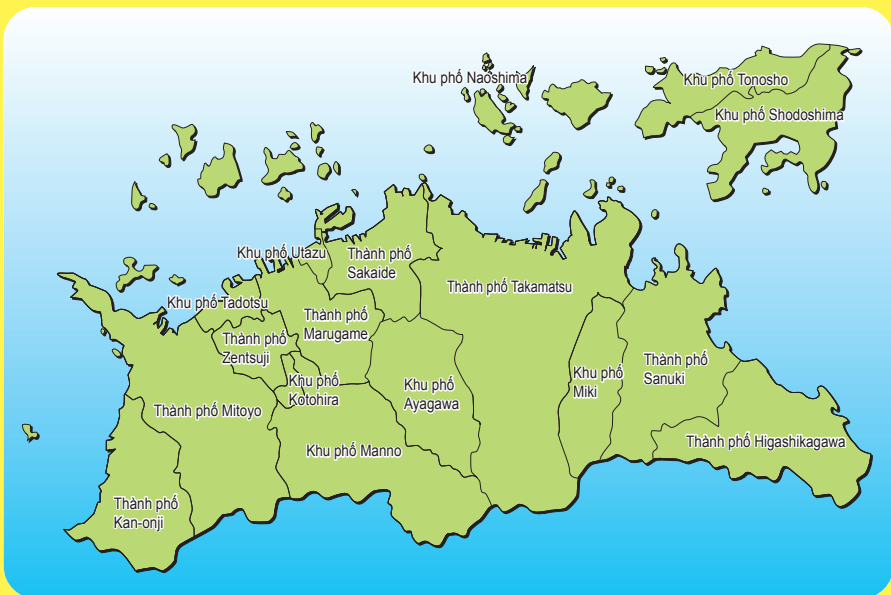 Khu phố Naoshima
Khu phố Tonosho
Khu phố Shodoshima
Khu phố Utazu
Thành phố
Sakaide
Thành phố Takamatsu
Khu phố Tadotsu
Thành phố
Marugame
Thành phố
Zentsuji
Khu phố
Kotohira
Khu phố
Ayagawa
Khu phố
Miki
Thành phố
Sanuki
Thành phố Mitoyo
Khu phố Manno
Thành phố Higashikagawa
Thành phố
Kan-onji